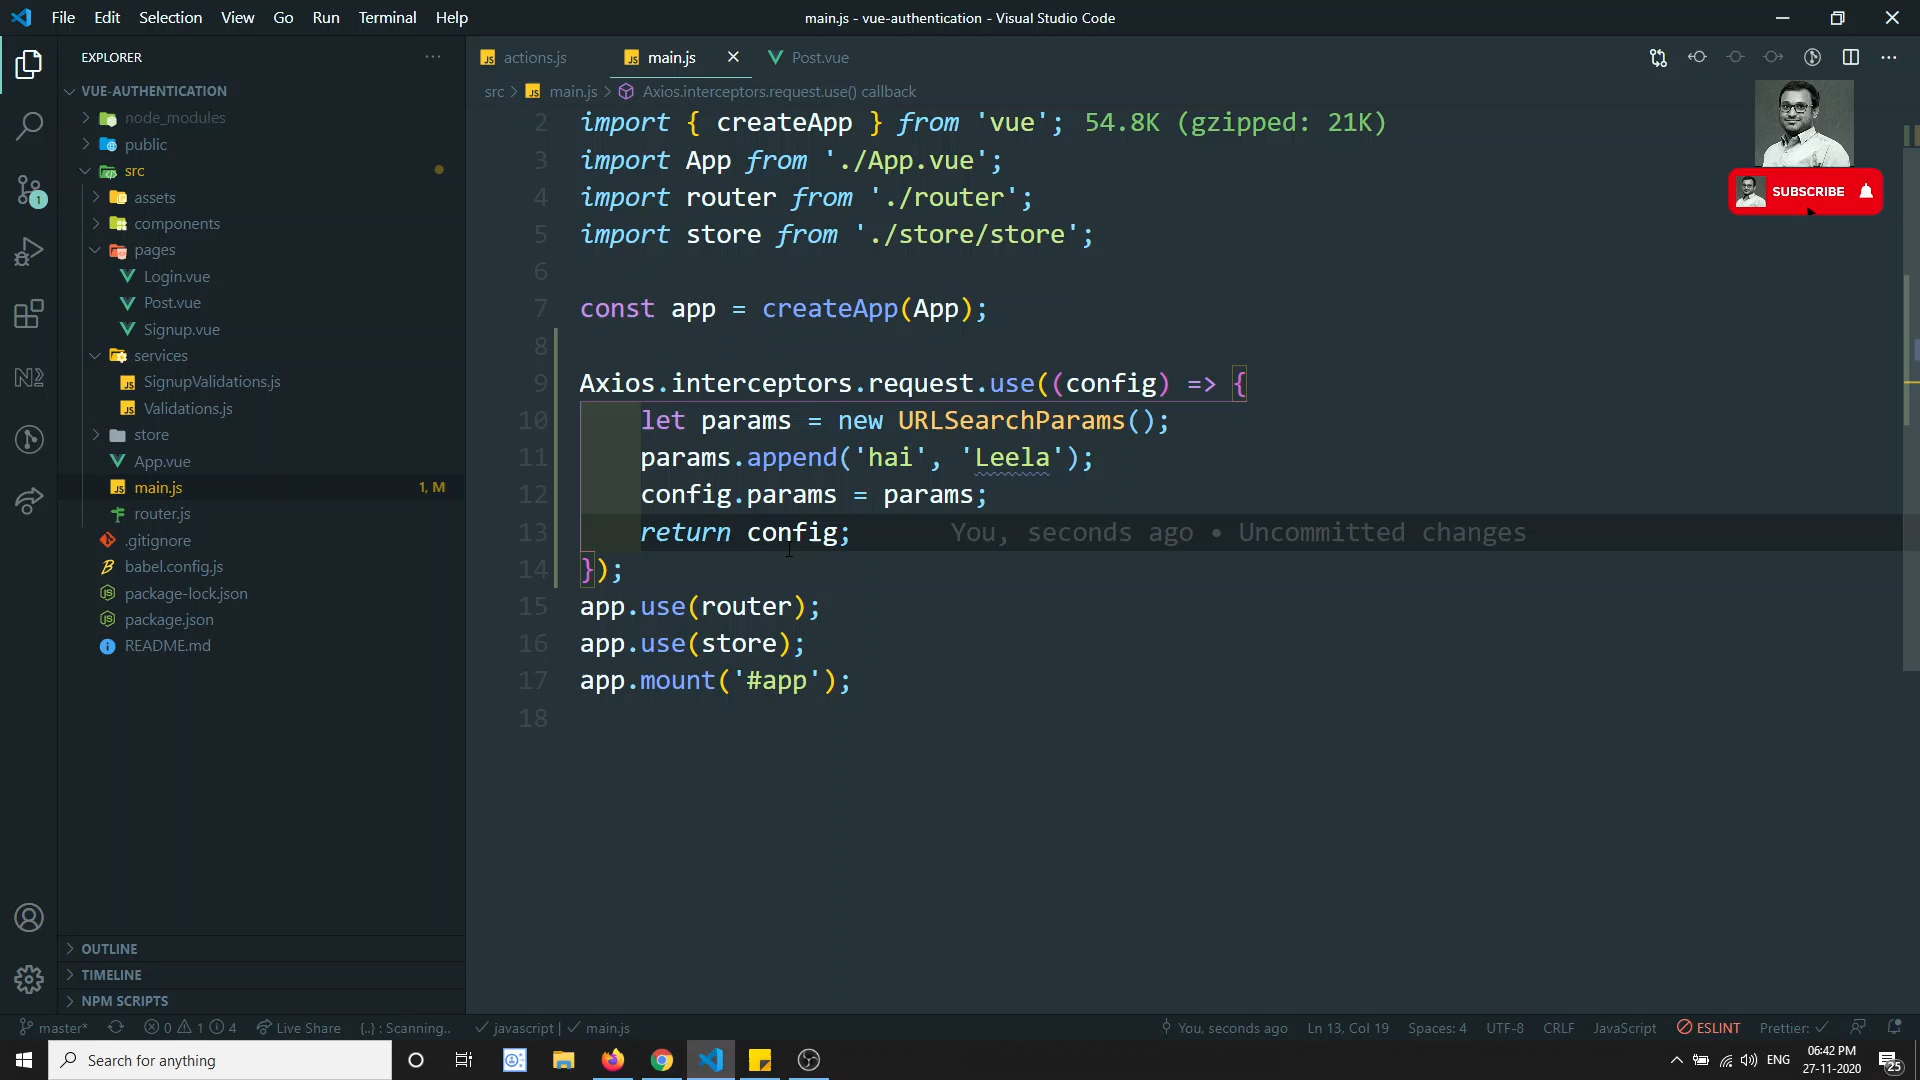 File Edit Selection View Go Run Terminal Help
main.js - vue-authentication - Visual Studio Code
EXPLORER
VUE-AUTHENTICATION
node_modules
public
src
assets
components
pages
Login.vue
Post.vue
Signup.vue
services
SignupValidations.js
Validations.js
store
App.vue
main.js 1, M
router.js
.gitignore
babel.config.js
package-lock.json
package.json
README.md
OUTLINE
TIMELINE
NPM SCRIPTS
actions.js main.js Post.vue
src > main.js > Axios.interceptors.request.use() callback
2 import { createApp } from 'vue'; 54.8K (gzipped: 21K)
3 import App from './App.vue';
4 import router from './router';
5 import store from './store/store';
6
7 const app = createApp(App);
8
9 Axios.interceptors.request.use((config) => {
10 let params = new URLSearchParams();
11 params.append('hai', 'Leela');
12 config.params = params;
13 return config; You, seconds ago • Uncommitted changes
14 });
15 app.use(router);
16 app.use(store);
17 app.mount('#app');
18
SUBSCRIBE
1
master* 0 1 4 Live Share {..} : Scanning.. javascript | main.js You, seconds ago Ln 13, Col 19 Spaces: 4 UTF-8 CRLF JavaScript ESLINT Prettier:
Search for anything
ENG
06:42 PM
27-11-2020
25